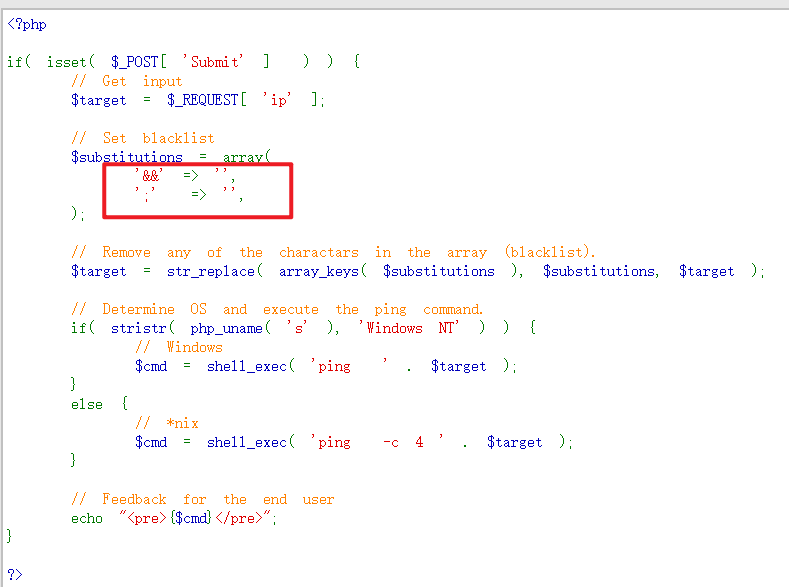 <?php
if( isset( $_POST[ 'Submit' ] ) ) {
// Get input
$target = $_REQUEST[ 'ip' ];
// Set blacklist
$substitutions = array(
'&&' => '',
';' => '',
);
// Remove any of the charactars in the array (blacklist).
$target = str_replace( array_keys( $substitutions ), $substitutions, $target );
// Determine OS and execute the ping command.
if( stristr( php_uname( 's' ), 'Windows NT' ) ) {
// Windows
$cmd = shell_exec( 'ping ' . $target );
}
else {
// *nix
$cmd = shell_exec( 'ping -c 4 ' . $target );
}
// Feedback for the end user
echo "<pre>{$cmd}</pre>";
}
?>